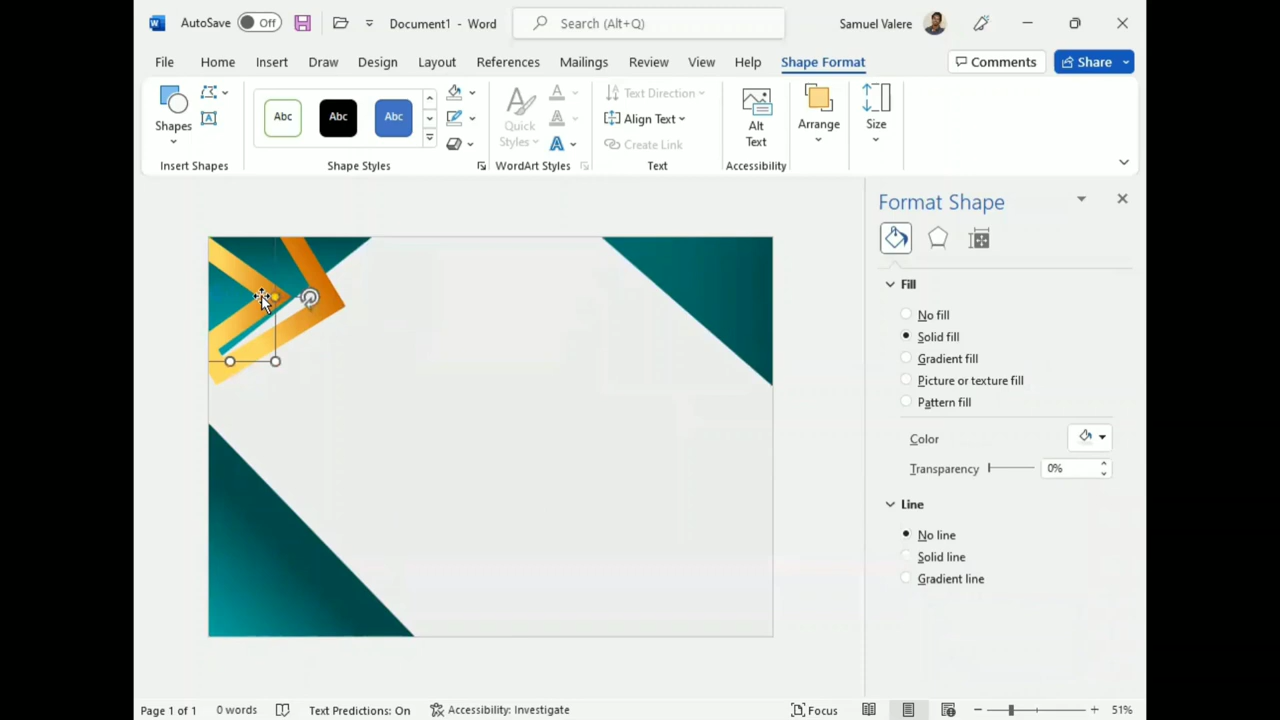 AutoSave Off Document1 - Word Search (Alt+Q) Samuel Valere
File Home Insert Draw Design Layout References Mailings Review View Help Shape Format Comments Share
Shapes Abc Abc Abc Quick Styles Text Direction Align Text Create Link Alt Text Arrange Size
Insert Shapes Shape Styles WordArt Styles Text Accessibility
Format Shape
Fill
No fill
Solid fill
Gradient fill
Picture or texture fill
Pattern fill
Color
Transparency 0%
Line
No line
Solid line
Gradient line
Page 1 of 1 0 words Text Predictions: On Accessibility: Investigate Focus 51%